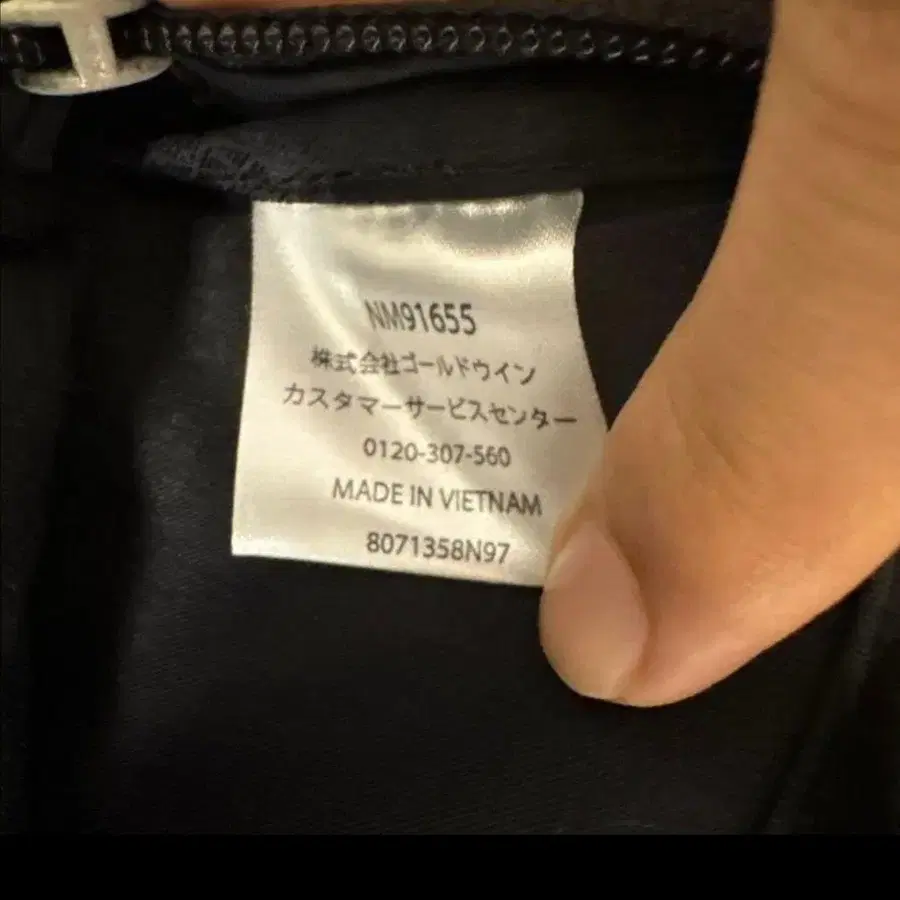 NM91655
株式会社ゴールドウイン
カスタマーサービスセンター
0120-307-560
MADE IN VIETNAM
8071358N97